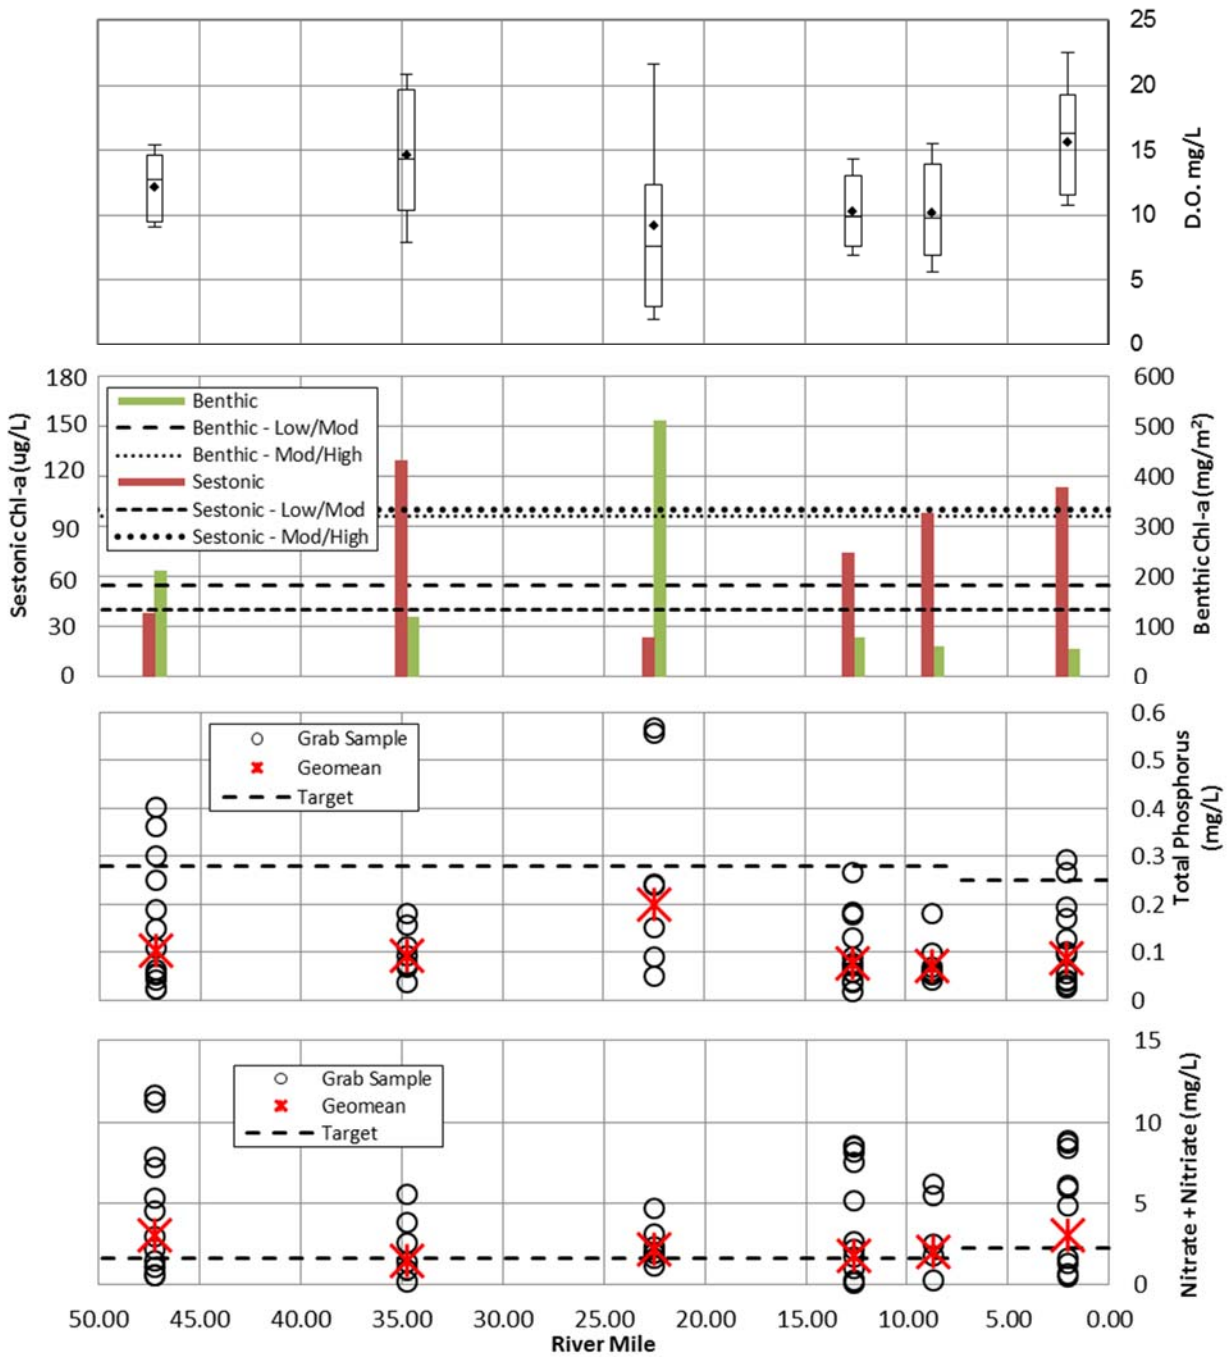 25
20
15
10
5
0
D.O. mg/L
180
150
120
90
60
30
0
Sestonic Chl-a (ug/L)
Benthic
Benthic - Low/Mod
Benthic - Mod/High
Sestonic
Sestonic - Low/Mod
Sestonic - Mod/High
600
500
400
300
200
100
0
Benthic Chl-a (mg/m²)
Grab Sample
Geomean
Target
0.6
0.5
0.4
0.3
0.2
0.1
0
Total Phosphorus
(mg/L)
Grab Sample
Geomean
Target
15
10
5
0
Nitrate + Nitriate (mg/L)
50.00 45.00 40.00 35.00 30.00 25.00 20.00 15.00 10.00 5.00 0.00
River Mile